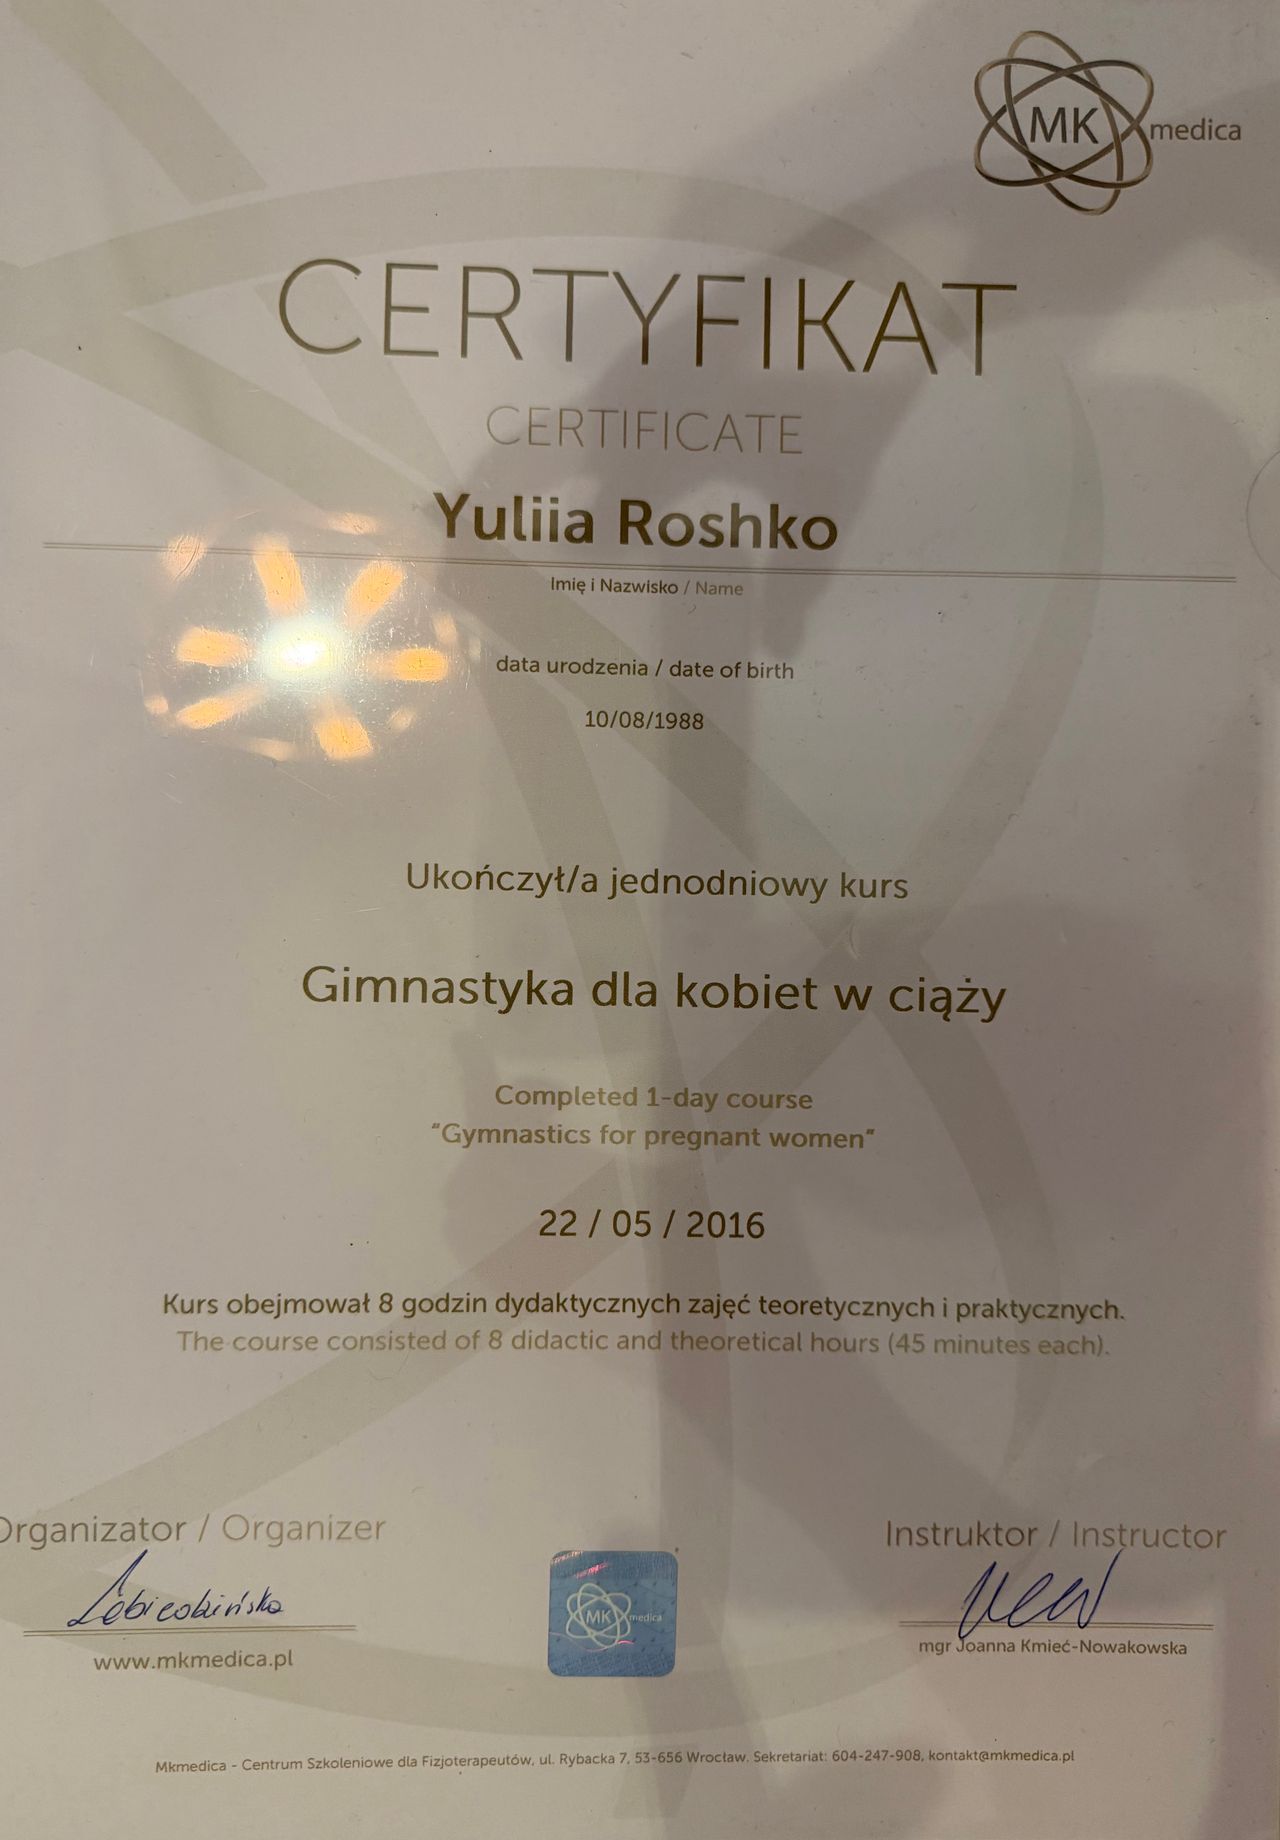 MK medica
CERTYFIKAT
CERTIFICATE
Yuliia Roshko
Imię i Nazwisko / Name
data urodzenia / date of birth
10/08/1988
Ukończył/a jednodniowy kurs
Gimnastyka dla kobiet w ciąży
Completed 1-day course
"Gymnastics for pregnant women"
22 / 05 / 2016
Kurs obejmował 8 godzin dydaktycznych zajęć teoretycznych i praktycznych.
The course consisted of 8 didactic and theoretical hours (45 minutes each).
Organizator / Organizer
Instruktor / Instructor
www.mkmedica.pl
MK medica
mgr Joanna Kmieć-Nowakowska
Mkmedica - Centrum Szkoleniowe dla Fizjoterapeutów, ul. Rybacka 7, 53-656 Wrocław. Sekretariat: 604-247-908, kontakt@mkmedica.pl